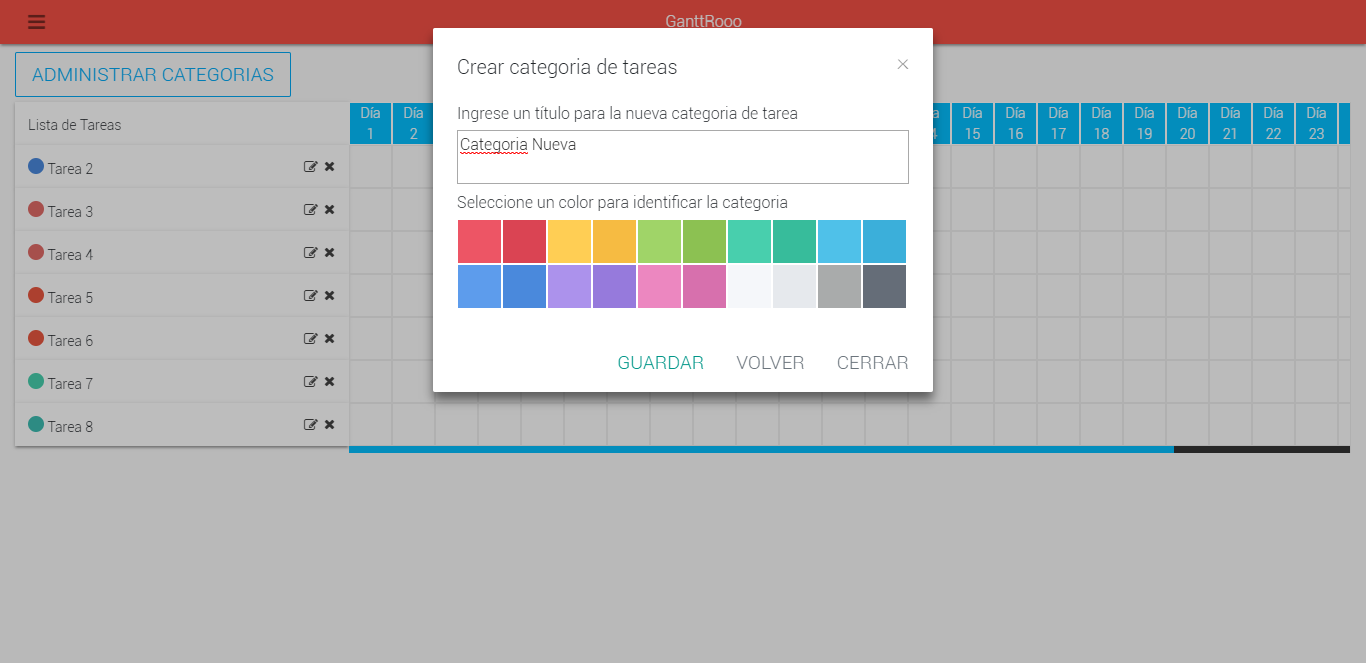 GanttRooo
ADMINISTRAR CATEGORIAS
Lista de Tareas
Día 1
Día 2
Día 15
Día 16
Día 17
Día 18
Día 19
Día 20
Día 21
Día 22
Día 23
Tarea 2
Tarea 3
Tarea 4
Tarea 5
Tarea 6
Tarea 7
Tarea 8
Crear categoria de tareas
Ingrese un título para la nueva categoria de tarea
Categoria Nueva
Seleccione un color para identificar la categoria
GUARDAR VOLVER CERRAR